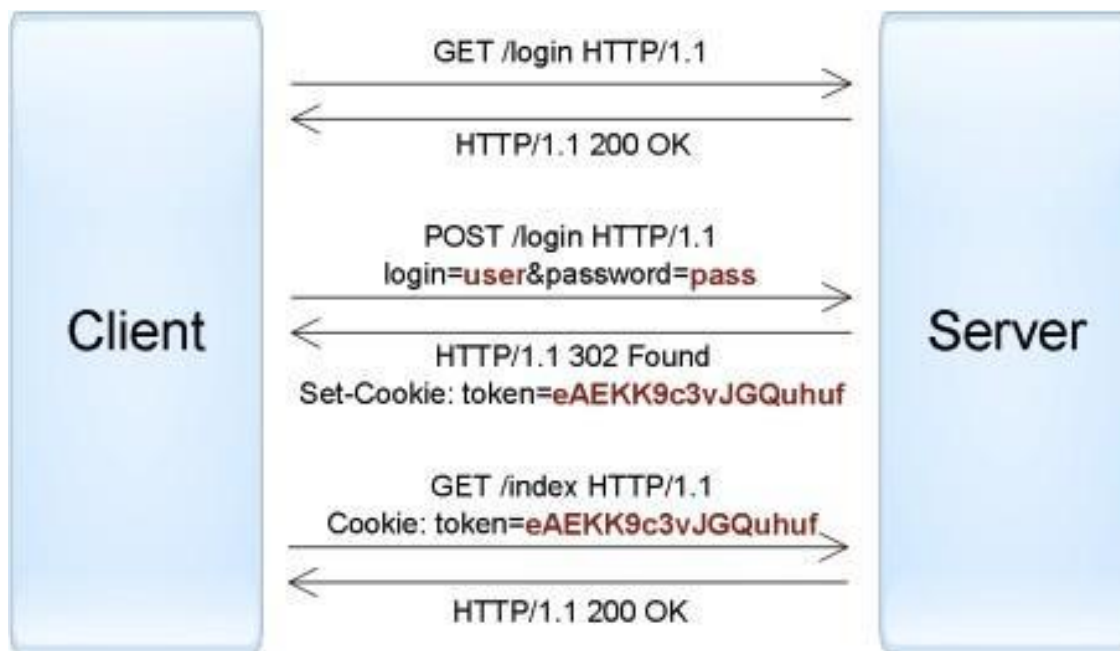 GET /login HTTP/1.1
HTTP/1.1 200 OK
POST /login HTTP/1.1
login=user&password=pass
Client
Server
HTTP/1.1 302 Found
Set-Cookie: token=eAEKK9c3vJGQuhuf
GET /index HTTP/1.1
Cookie: token=eAEKK9c3vJGQuhuf
HTTP/1.1 200 OK